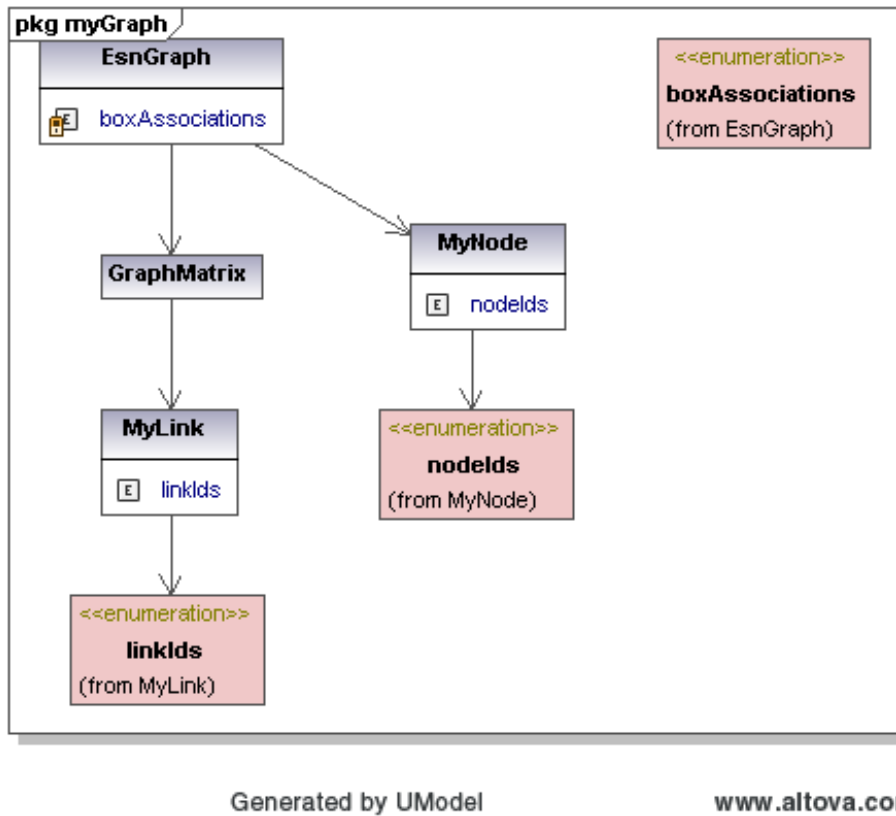 pkg myGraph
EsnGraph
E boxAssociations
<<enumeration>>
boxAssociations
(from EsnGraph)
GraphMatrix
MyNode
E nodeIds
MyLink
E linkIds
<<enumeration>>
nodeIds
(from MyNode)
<<enumeration>>
linkIds
(from MyLink)
Generated by UModel
www.altova.co